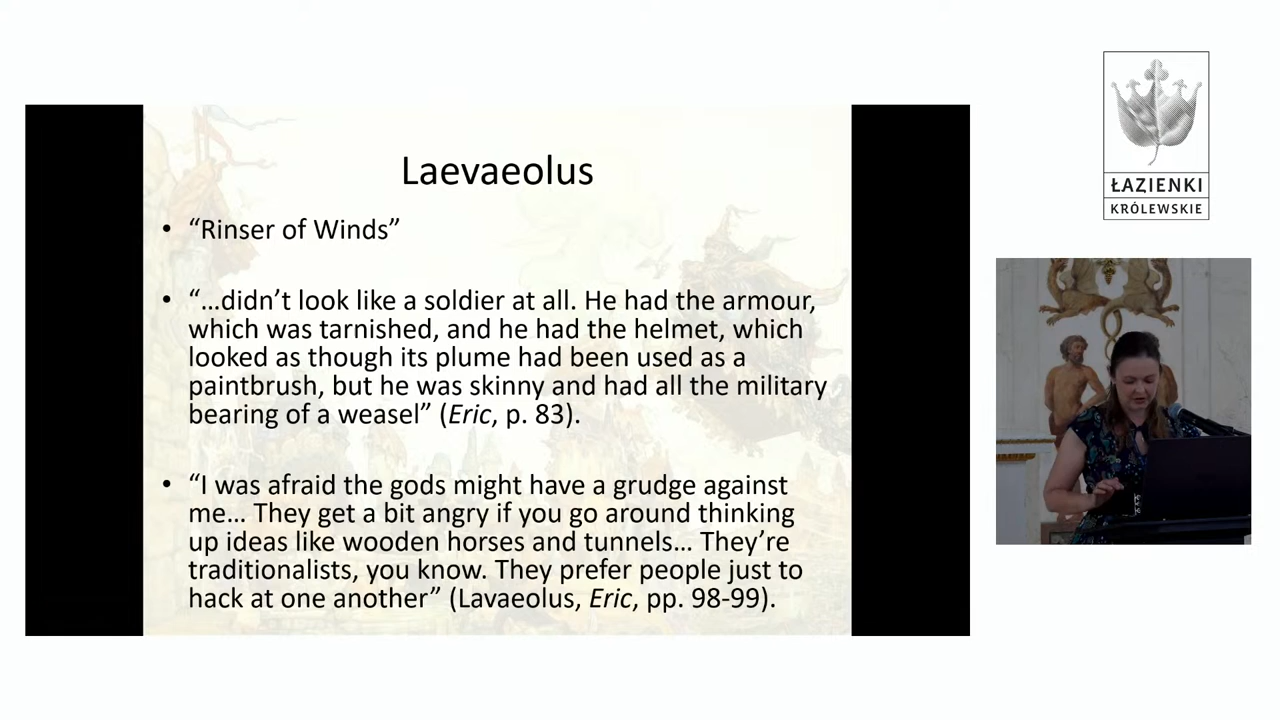 Laevaeolus
• “Rinser of Winds”
• “…didn’t look like a soldier at all. He had the armour,
which was tarnished, and he had the helmet, which
looked as though its plume had been used as a
paintbrush, but he was skinny and had all the military
bearing of a weasel” (Eric, p. 83).
• “I was afraid the gods might have a grudge against
me… They get a bit angry if you go around thinking
up ideas like wooden horses and tunnels… They’re
traditionalists, you know. They prefer people just to
hack at one another” (Lavaeolus, Eric, pp. 98-99).
ŁAZIENKI
KRÓLEWSKIE